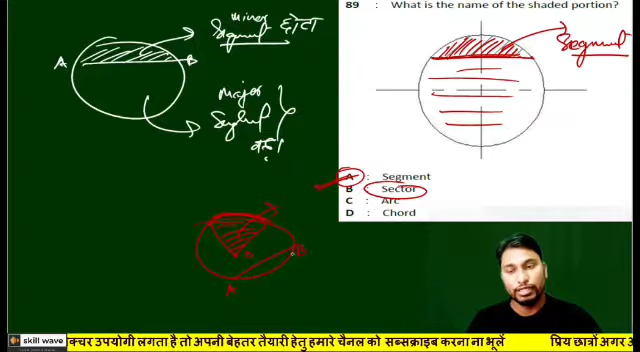 89 : What is the name of the shaded portion?
minor
Segment छोटा
A
B
Segment
major
Segment
A : Segment
B : Sector
C : Arc
D : Chord
A
B
skill wave
क्चर उपयोगी लगता है तो अपनी बेहतर तैयारी हेतु हमारे चैनल को सब्सक्राइब करना ना भूलें
प्रिय छात्रों अगर